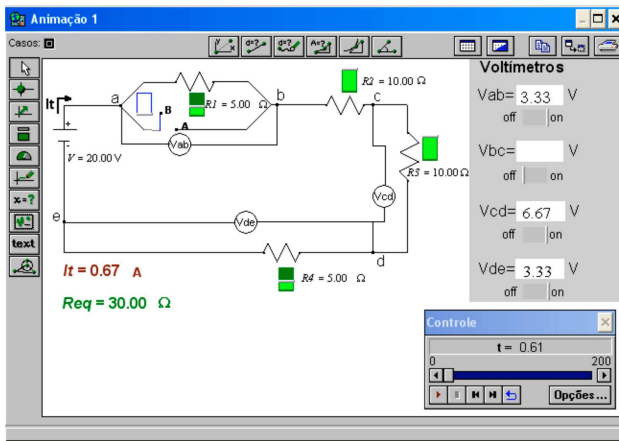 Animação 1
Casos:
d=? d=? A=?
Voltímetros
R2 = 10.00 Ω
It
a
B
R1 = 5.00 Ω
b
c
Vab= 3.33 V
off on
A
+
Vab
V = 20.00 V
R3 = 10.00 Ω
Vbc= V
off on
x=?
Vcd
Vcd= 6.67 V
off on
e
Vde
text
d
Vde= 3.33 V
off on
It = 0.67 A
R4 = 5.00 Ω
Req = 30.00 Ω
Controle
t = 0.61
0 200
Opções...